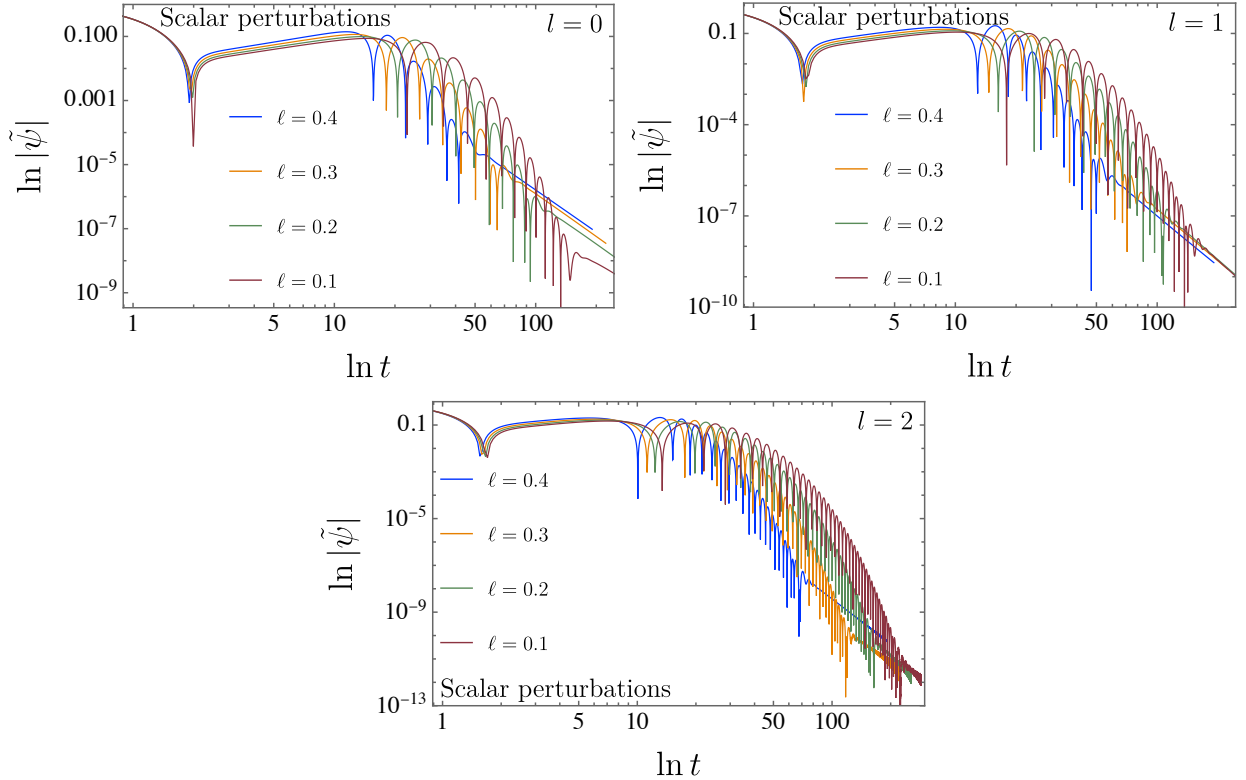 Scalar perturbations
l = 0
0.100
0.001
10⁻⁵
10⁻⁷
10⁻⁹
ln |ψ̃|
ℓ = 0.4
ℓ = 0.3
ℓ = 0.2
ℓ = 0.1
1 5 10 50 100
ln t
Scalar perturbations
l = 1
0.1
10⁻⁴
10⁻⁷
10⁻¹⁰
ln |ψ̃|
ℓ = 0.4
ℓ = 0.3
ℓ = 0.2
ℓ = 0.1
1 5 10 50 100
ln t
l = 2
0.1
10⁻⁵
10⁻⁹
10⁻¹³
ln |ψ̃|
ℓ = 0.4
ℓ = 0.3
ℓ = 0.2
ℓ = 0.1
Scalar perturbations
1 5 10 50 100
ln t